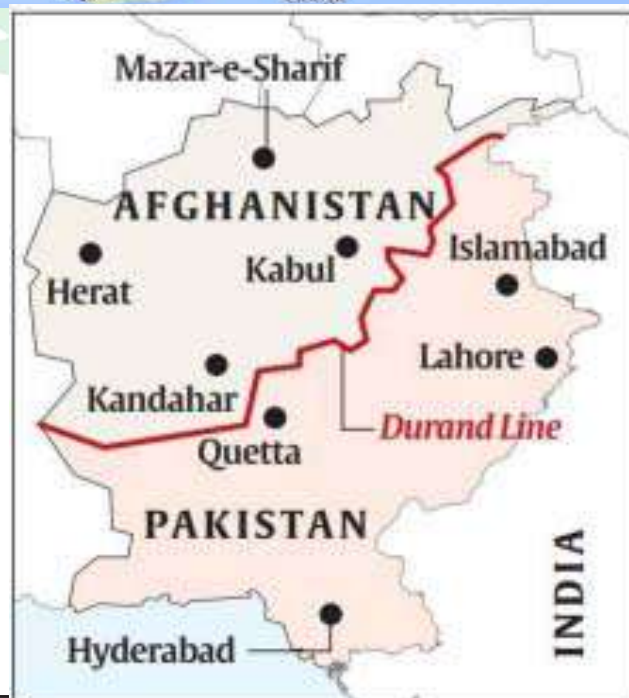 Mazar-e-Sharif
AFGHANISTAN
Islamabad
Kabul
Herat
Lahore
Kandahar
Durand Line
Quetta
PAKISTAN
INDIA
Hyderabad